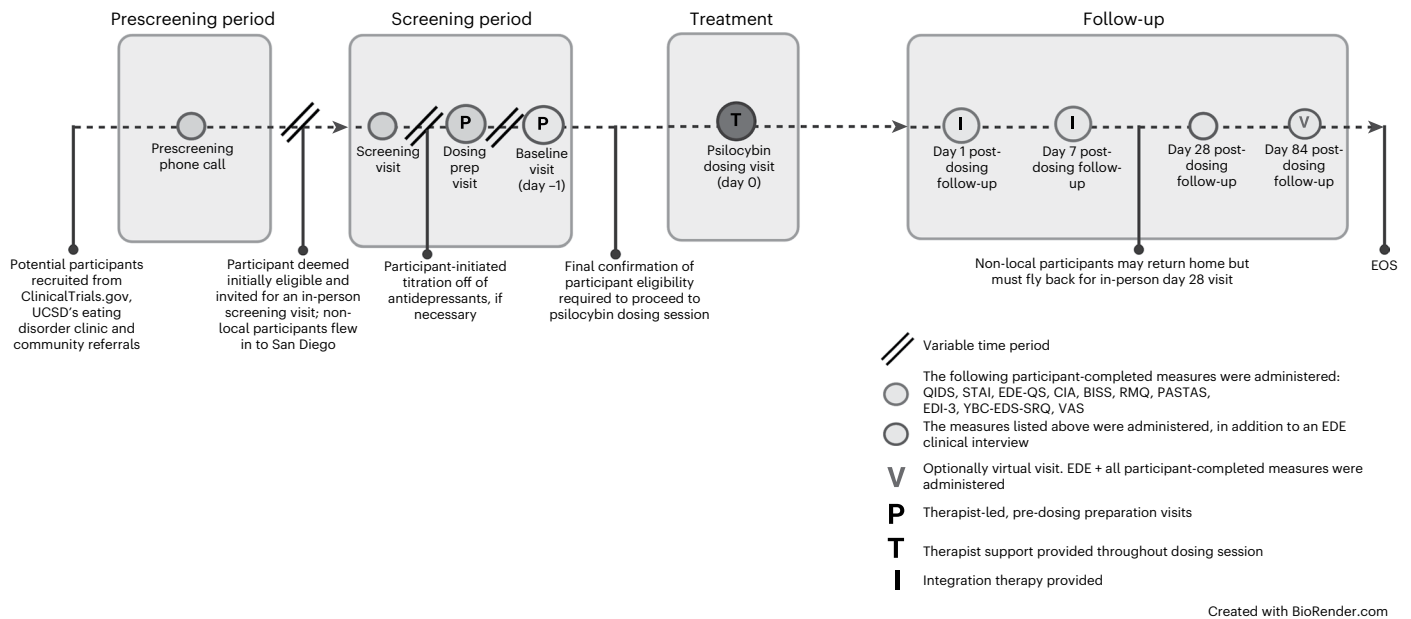 Prescreening period
Screening period
Treatment
Follow-up
Prescreening
phone call
Screening
visit
P
Dosing
prep
visit
P
Baseline
visit
(day –1)
T
Psilocybin
dosing visit
(day 0)
I
Day 1 post-
dosing
follow-up
I
Day 7 post-
dosing follow-
up
Day 28 post-
dosing
follow-up
V
Day 84 post-
dosing
follow-up
Potential participants
recruited from
ClinicalTrials.gov,
UCSD’s eating
disorder clinic and
community referrals
Participant deemed
initially eligible and
invited for an in-person
screening visit; non-
local participants flew
in to San Diego
Participant-initiated
titration off of
antidepressants, if
necessary
Final confirmation of
participant eligibility
required to proceed to
psilocybin dosing session
Non-local participants may return home but
must fly back for in-person day 28 visit
EOS
Variable time period
The following participant-completed measures were administered:
QIDS, STAI, EDE-QS, CIA, BISS, RMQ, PASTAS,
EDI-3, YBC-EDS-SRQ, VAS
The measures listed above were administered, in addition to an EDE
clinical interview
V
Optionally virtual visit. EDE + all participant-completed measures were
administered
P
Therapist-led, pre-dosing preparation visits
T
Therapist support provided throughout dosing session
I
Integration therapy provided
Created with BioRender.com